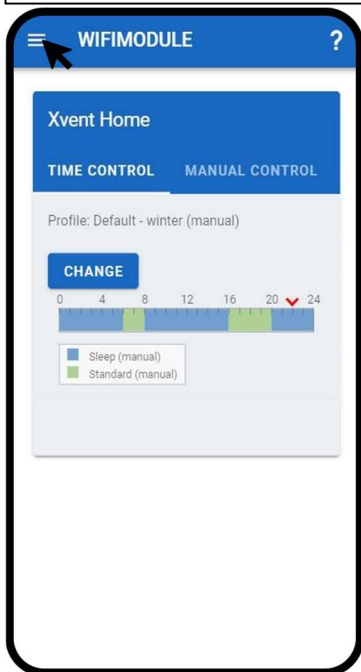 WIFIMODULE ?
Xvent Home
TIME CONTROL MANUAL CONTROL
Profile: Default - winter (manual)
CHANGE
0 4 8 12 16 20 24
Sleep (manual)
Standard (manual)